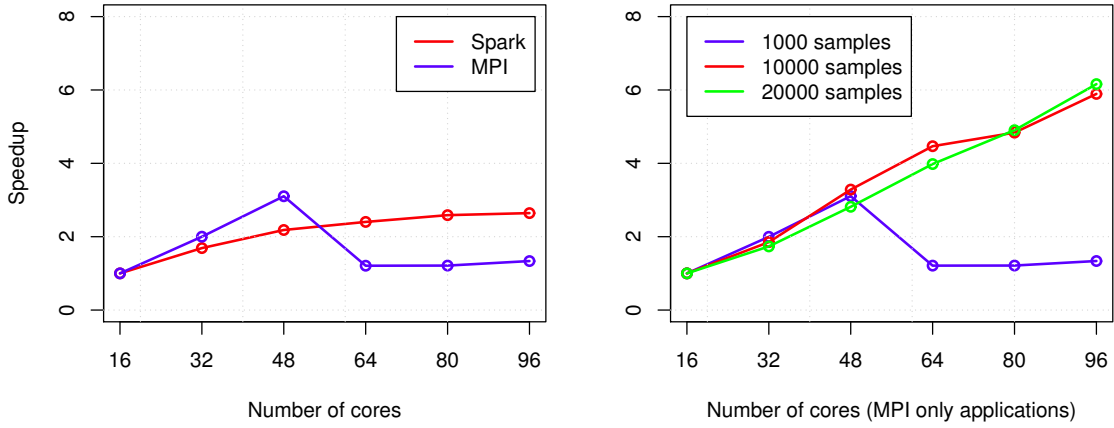 Speedup
8
6
4
2
0
Spark
MPI
16 32 48 64 80 96
Number of cores
8
6
4
2
0
1000 samples
10000 samples
20000 samples
16 32 48 64 80 96
Number of cores (MPI only applications)